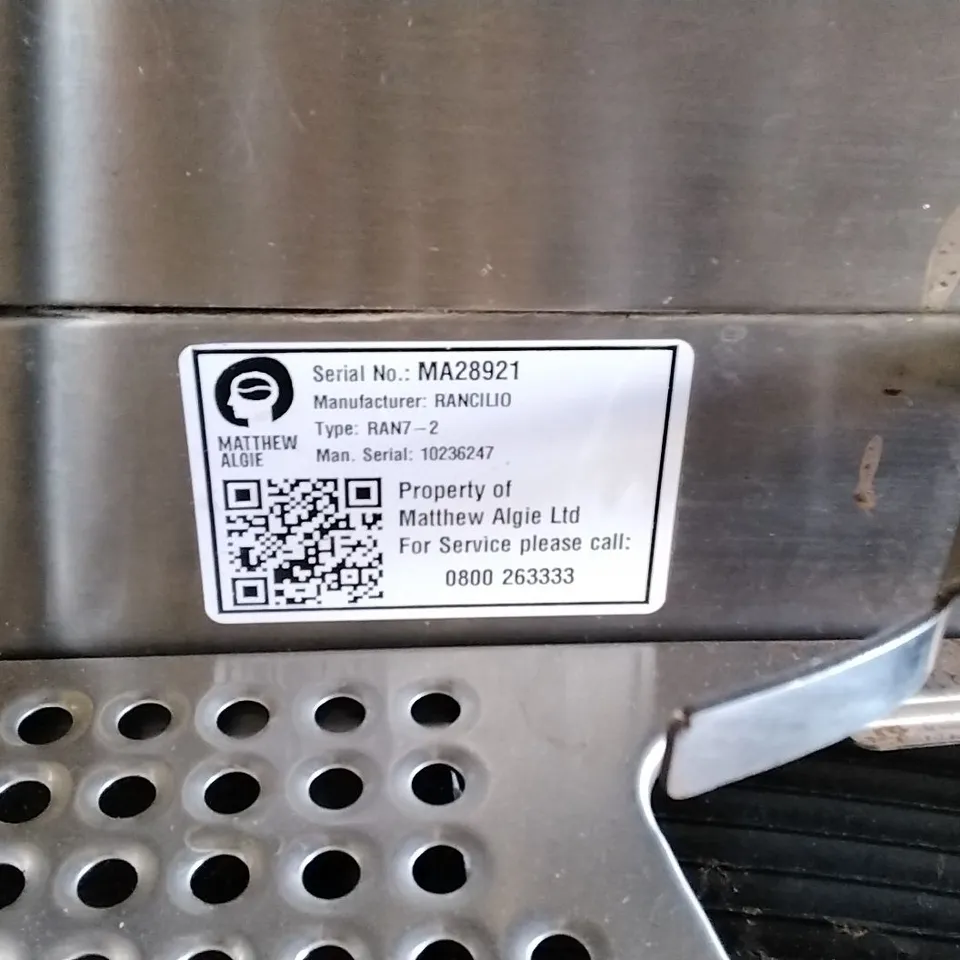 MATTHEW
ALGIE
Serial No.: MA28921
Manufacturer: RANCILIO
Type: RAN7-2
Man. Serial: 10236247
Property of
Matthew Algie Ltd
For Service please call:
0800 263333